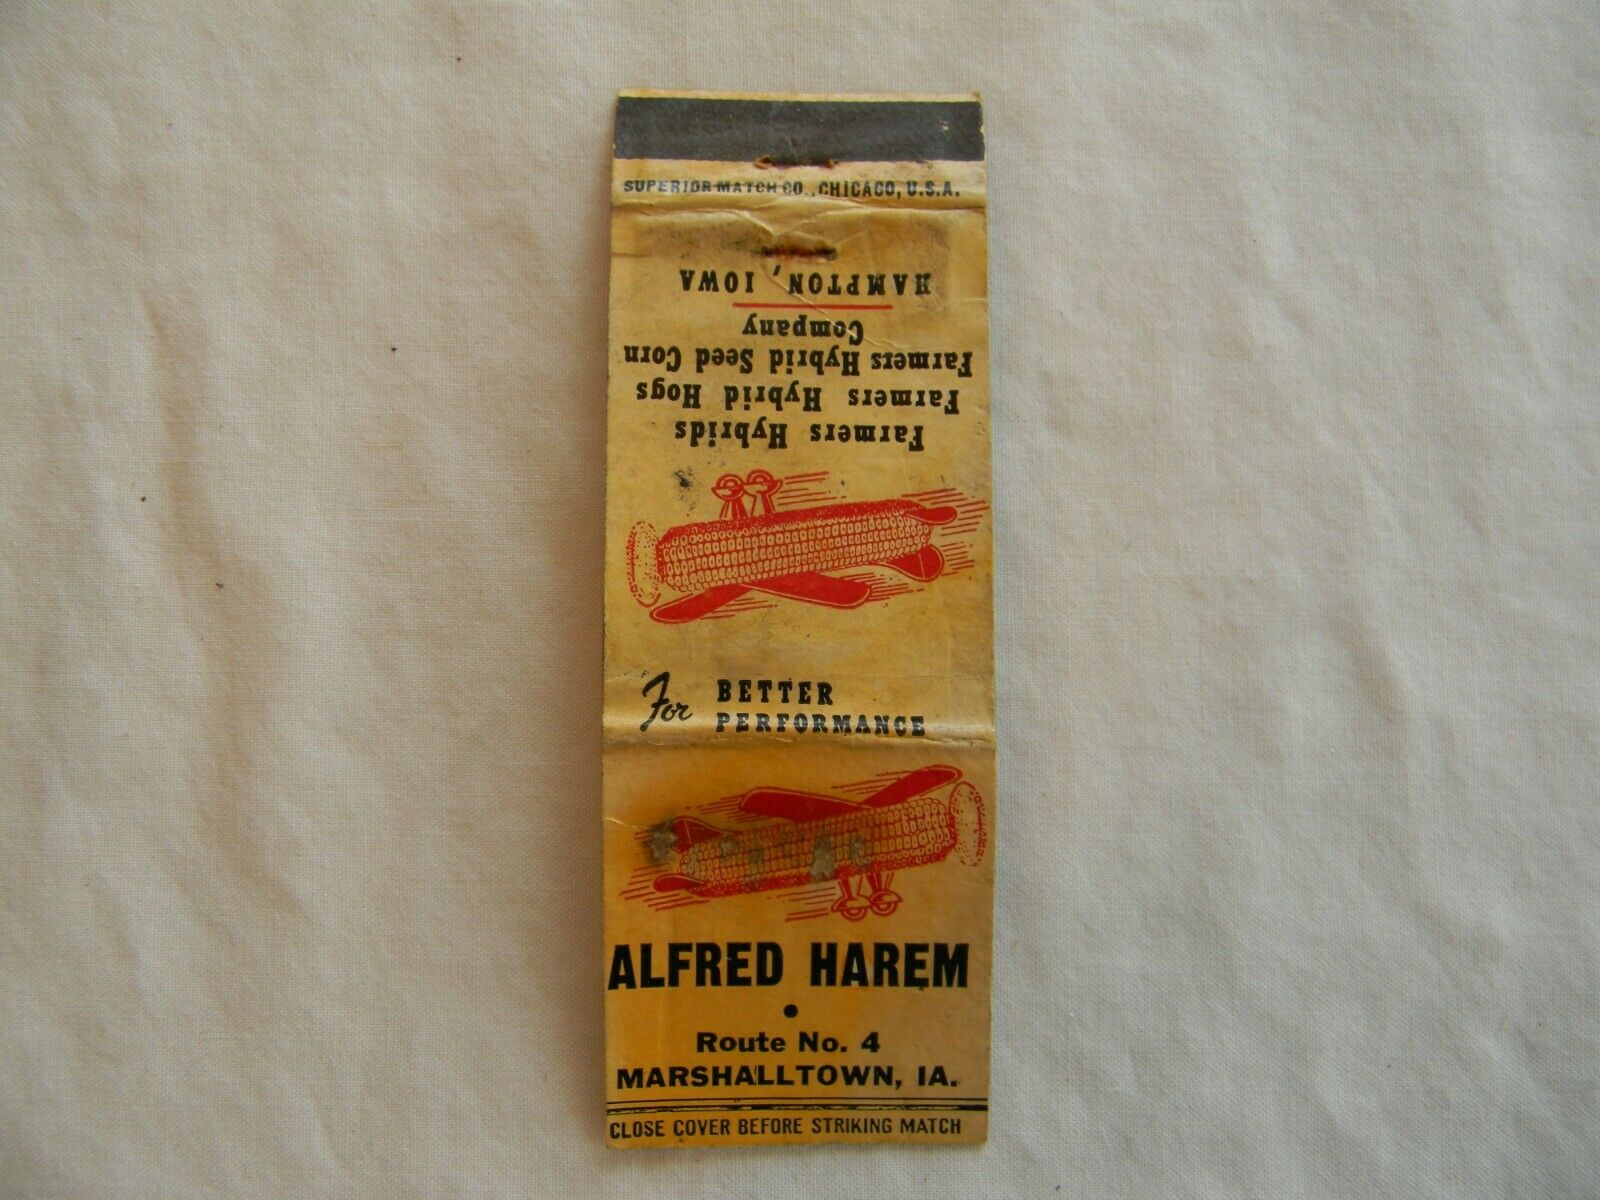 SUPERIOR MATCH CO., CHICAGO, U.S.A.
Farmers Hybrids
Farmers Hybrid Hogs
Farmers Hybrid Seed Corn
Company
HAMPTON, IOWA
For BETTER
PERFORMANCE
ALFRED HAREM
•
Route No. 4
MARSHALLTOWN, IA.
CLOSE COVER BEFORE STRIKING MATCH